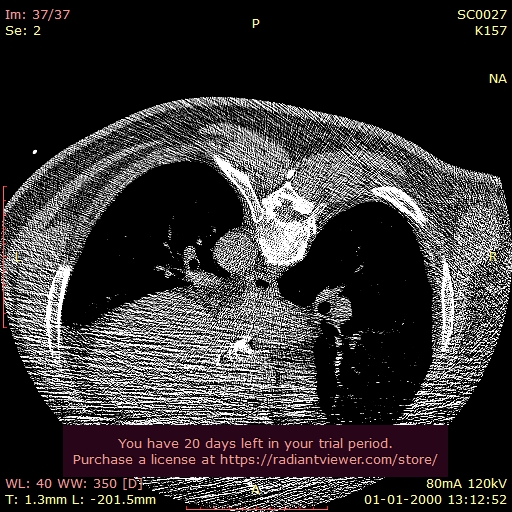 Im: 37/37
Se: 2
P
SC0027
K157
NA
L
R
You have 20 days left in your trial period.
Purchase a license at https://radiantviewer.com/store/
WL: 40 WW: 350 [D]
T: 1.3mm L: -201.5mm
A
80mA 120kV
01-01-2000 13:12:52